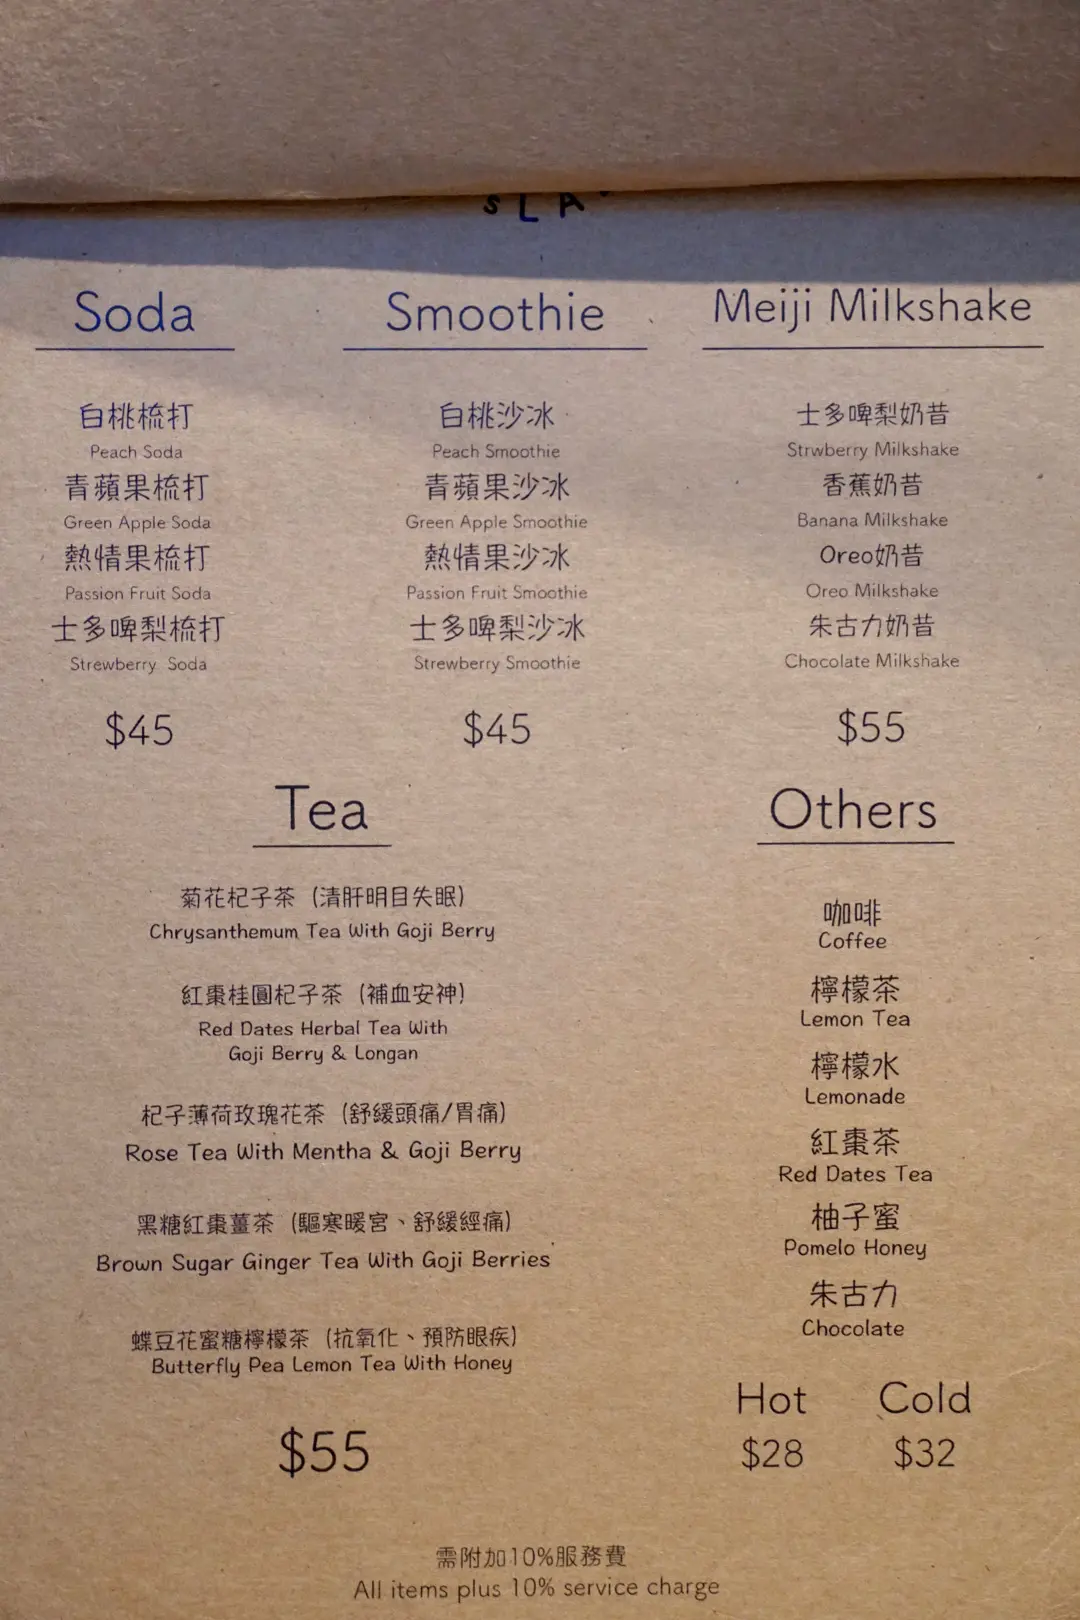 Soda
白桃梳打
Peach Soda
青蘋果梳打
Green Apple Soda
熱情果梳打
Passion Fruit Soda
士多啤梨梳打
Strewberry Soda
$45
Smoothie
白桃沙冰
Peach Smoothie
青蘋果沙冰
Green Apple Smoothie
熱情果沙冰
Passion Fruit Smoothie
士多啤梨沙冰
Strewberry Smoothie
$45
Meiji Milkshake
士多啤梨奶昔
Strwberry Milkshake
香蕉奶昔
Banana Milkshake
Oreo奶昔
Oreo Milkshake
朱古力奶昔
Chocolate Milkshake
$55
Tea
菊花杞子茶（清肝明目失眠）
Chrysanthemum Tea With Goji Berry
紅棗桂圓杞子茶（補血安神）
Red Dates Herbal Tea With
Goji Berry & Longan
杞子薄荷玫瑰花茶（舒緩頭痛/胃痛）
Rose Tea With Mentha & Goji Berry
黑糖紅棗薑茶（驅寒暖宮、舒緩經痛）
Brown Sugar Ginger Tea With Goji Berries
蝶豆花蜜糖檸檬茶（抗氧化、預防眼疾）
Butterfly Pea Lemon Tea With Honey
$55
Others
咖啡
Coffee
檸檬茶
Lemon Tea
檸檬水
Lemonade
紅棗茶
Red Dates Tea
柚子蜜
Pomelo Honey
朱古力
Chocolate
Hot Cold
$28 $32
需附加10%服務費
All items plus 10% service charge